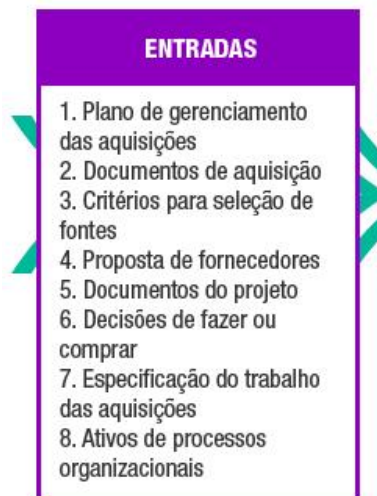 ENTRADAS
1. Plano de gerenciamento
das aquisições
2. Documentos de aquisição
3. Critérios para seleção de
fontes
4. Proposta de fornecedores
5. Documentos do projeto
6. Decisões de fazer ou
comprar
7. Especificação do trabalho
das aquisições
8. Ativos de processos
organizacionais